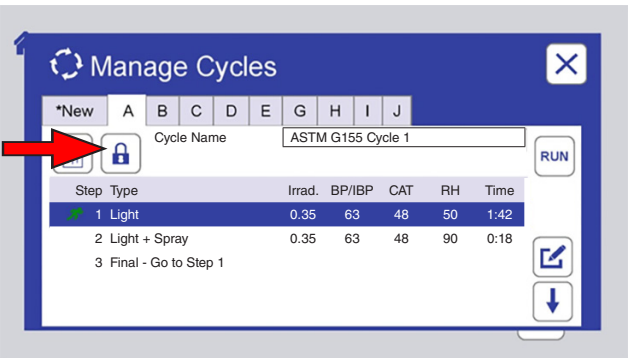 Manage Cycles
*New A B C D E G H I J
Cycle Name ASTM G155 Cycle 1
RUN
Step Type Irrad. BP/IBP CAT RH Time
1 Light 0.35 63 48 50 1:42
2 Light + Spray 0.35 63 48 90 0:18
3 Final - Go to Step 1